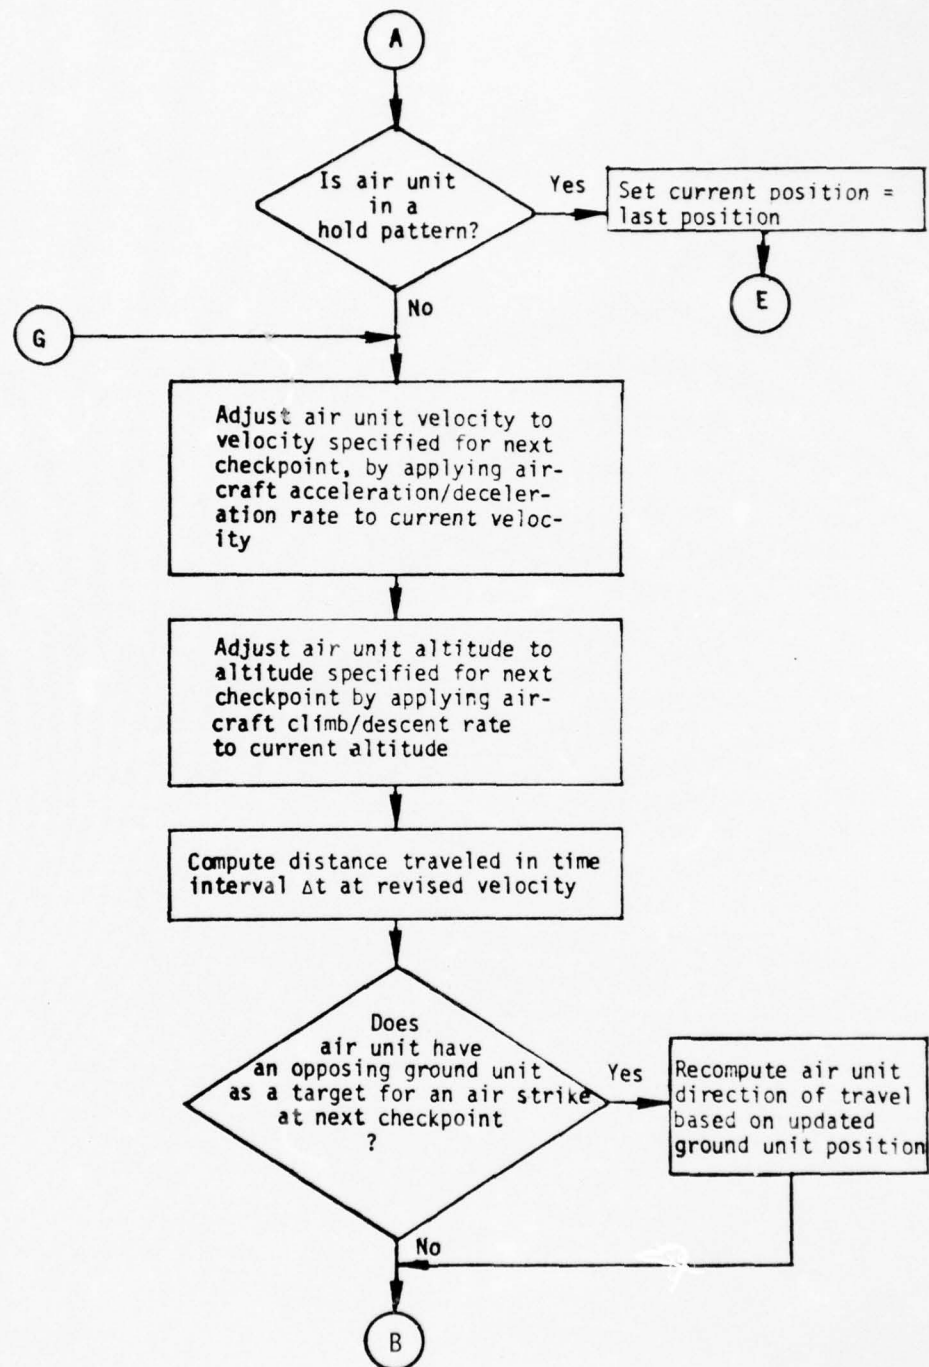 A
Is air unit
in a
hold pattern?
Yes
Set current position =
last position
E
No
G
Adjust air unit velocity to
velocity specified for next
checkpoint, by applying air-
craft acceleration/deceler-
ation rate to current veloc-
ity
Adjust air unit altitude to
altitude specified for next
checkpoint by applying air-
craft climb/descent rate
to current altitude
Compute distance traveled in time
interval Δt at revised velocity
Does
air unit have
an opposing ground unit
as a target for an air strike
at next checkpoint
?
Yes
Recompute air unit
direction of travel
based on updated
ground unit position
No
B